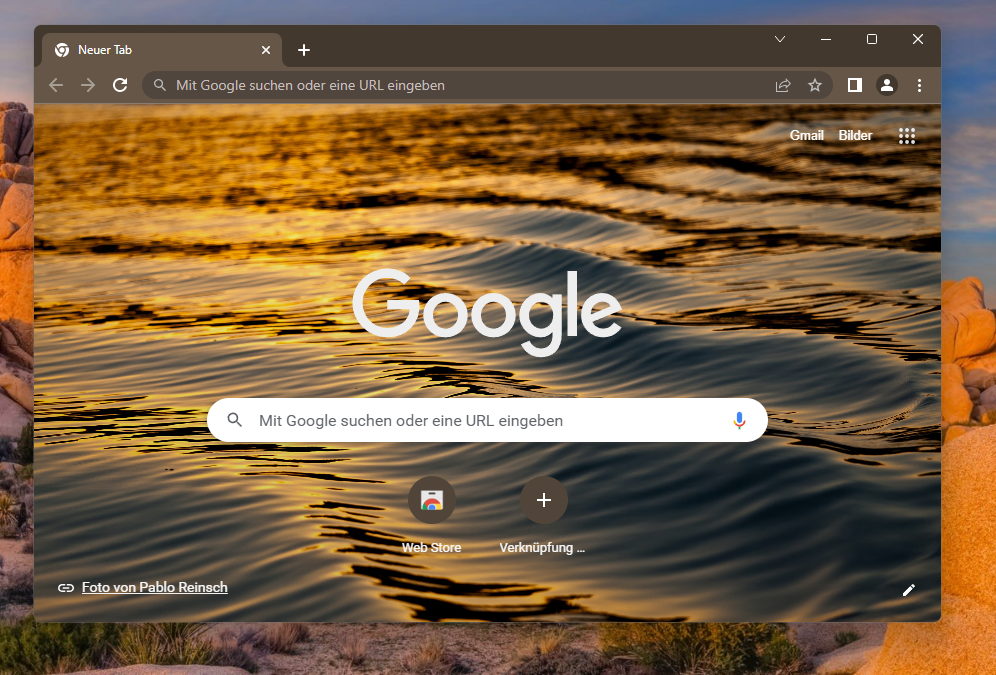 Neuer Tab
Mit Google suchen oder eine URL eingeben
Gmail Bilder
Google
Mit Google suchen oder eine URL eingeben
Web Store Verknüpfung ...
Foto von Pablo Reinsch